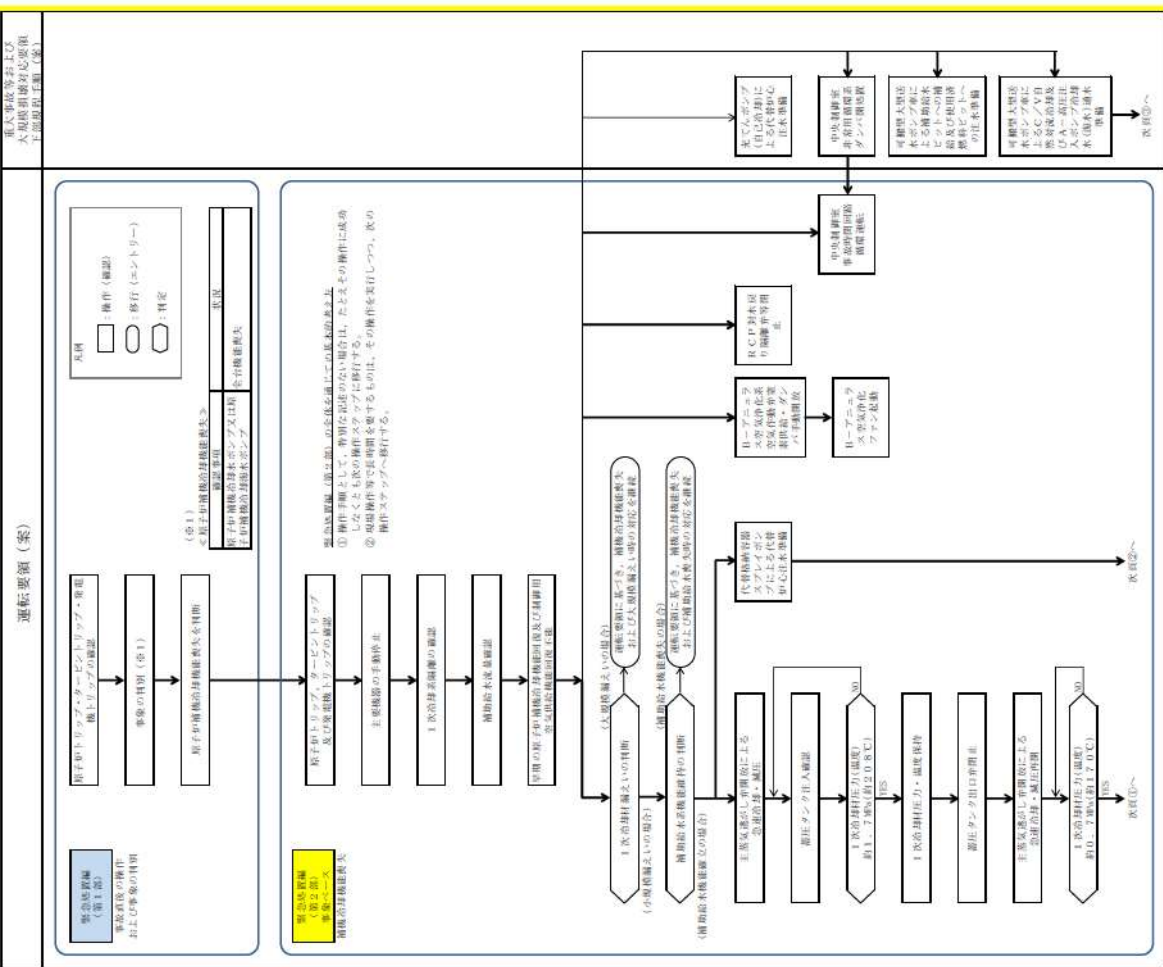 運転要領（案）
重大事故等および
大規模損壊対応要領
下部規程手順（案）
緊急処置編
（第１部）
事故直後の操作
および事象の判別
原子炉トリップ・タービントリップ・発電
機トリップの確認
事象の判別（※１）
原子炉補機冷却機能喪失を判断
（※１）
≪原子炉補機冷却機能喪失≫
確認事項
状況
原子炉補機冷却水ポンプ又は原
子炉補機冷却海水ポンプ
全台機能喪失
凡例
：操作（確認）
：移行（エントリー）
：判定
緊急処置編
（第２部）
事象ベース
補機冷却機能喪失
原子炉トリップ，タービントリップ
及び発電機トリップの確認
主要機器の手動停止
１次冷却系隔離の確認
補助給水流量確認
早期の原子炉補機冷却機能回復及び制御用
空気供給機能回復不能
緊急処置編（第２部）の全体を通じての基本的考え方
① 操作手順として，特別な記述のない場合は，たとえその操作に成功
しなくとも次の操作ステップに移行する。
② 現場操作等で長時間を要するものは，その操作を実行しつつ，次の
操作ステップへ移行する。
１次冷却材漏えいの判断
（大規模漏えいの場合）
運転要領に基づき，補機冷却機能喪失
および大規模漏えい時の対応を継続
（小規模漏えいの場合）
補助給水系機能維持の判断
（補助給水機能喪失の場合）
運転要領に基づき，補機冷却機能喪失
および補助給水喪失時の対応を継続
（補助給水機能確立の場合）
主蒸気逃がし弁開放による
急速冷却・減圧
蓄圧タンク注入確認
１次冷却材圧力（温度）
約１．７MPa（約２０８℃）
NO
YES
１次冷却材圧力・温度保持
蓄圧タンク出口弁閉止
主蒸気逃がし弁開放による
急速冷却・減圧再開
１次冷却材圧力（温度）
約０．７MPa（約１７０℃）
NO
YES
次頁①へ
代替格納容器
スプレイポン
プによる代替
炉心注水準備
次頁②へ
Ｂ－アニュラ
ス空気浄化系
空気作動弁窒
素供給・ダン
パ手動開放
Ｂ－アニュラ
ス空気浄化
ファン起動
ＲＣＰ封水戻
り隔離弁等閉
止
中央制御室
事故時閉回路
循環運転
充てんポンプ
（自己冷却）に
よる代替炉心
注水準備
中央制御室
非常用循環系
ダンパ開処置
可搬型大型送
水ポンプ車に
よる補助給水
ピットへの補
給及び使用済
燃料ピットへ
の注水準備
可搬型大型送
水ポンプ車に
よるＣ／Ｖ自
然対流冷却及
びＡ－高圧注
入ポンプ冷却
水（海水）通水
準備
次頁③へ